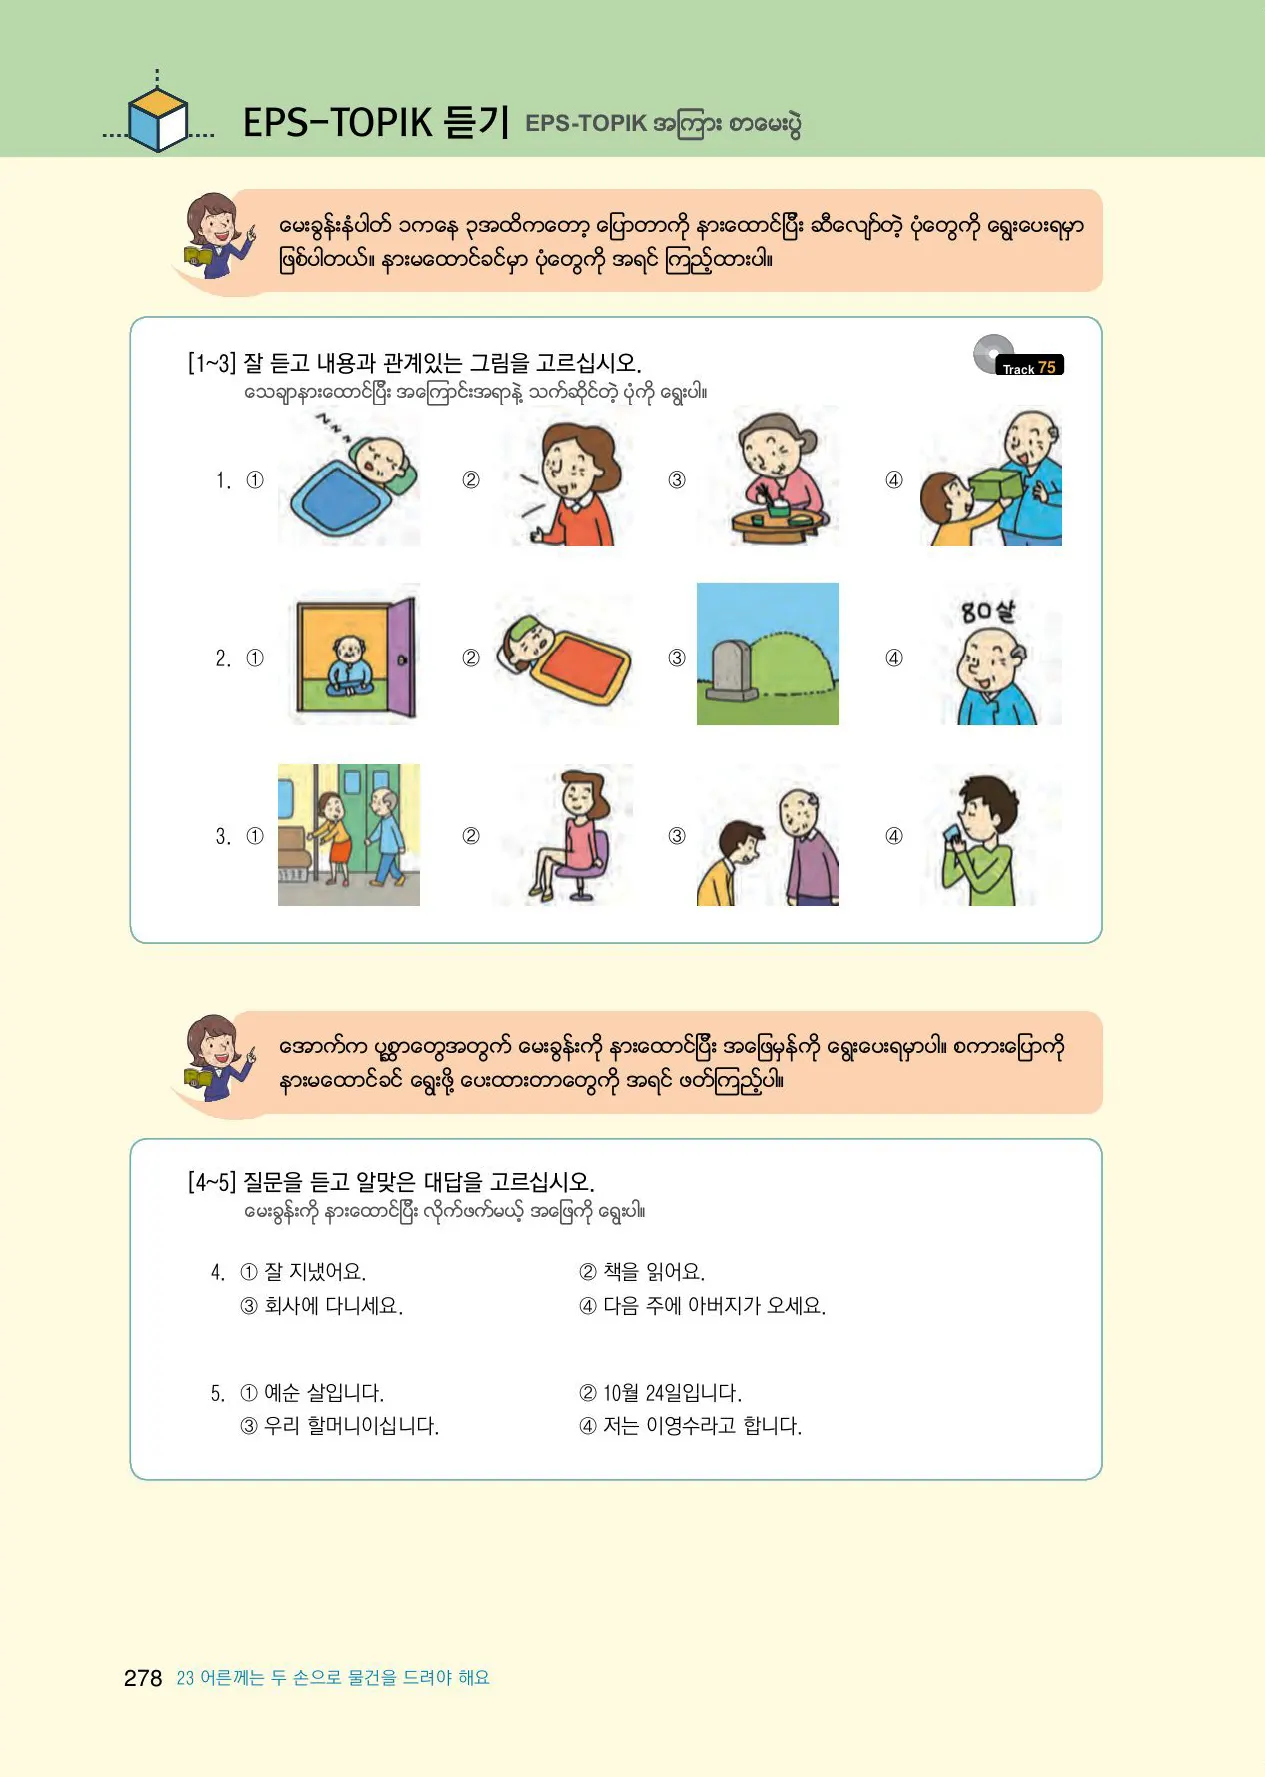 EPS-TOPIK 듣기 EPS-TOPIK အကြား စာမေးပွဲ
မေးခွန်းနံပါတ် ၁ကနေ ၃အထိကတော့ ပြောတာကို နားထောင်ပြီး ဆီလျော်တဲ့ ပုံတွေကို ရွေးပေးရမှာ
ဖြစ်ပါတယ်။ နားမထောင်ခင်မှာ ပုံတွေကို အရင် ကြည့်ထားပါ။
[1~3] 잘 듣고 내용과 관계있는 그림을 고르십시오.
Track 75
သေချာနားထောင်ပြီး အကြောင်းအရာနဲ့ သက်ဆိုင်တဲ့ ပုံကို ရွေးပါ။
1. ① ② ③ ④
80살
2. ① ② ③ ④
3. ① ② ③ ④
အောက်က ပုစ္ဆာတွေအတွက် မေးခွန်းကို နားထောင်ပြီး အဖြေမှန်ကို ရွေးပေးရမှာပါ။ စကားပြောကို
နားမထောင်ခင် ရွေးဖို့ ပေးထားတာတွေကို အရင် ဖတ်ကြည့်ပါ။
[4~5] 질문을 듣고 알맞은 대답을 고르십시오.
မေးခွန်းကို နားထောင်ပြီး လိုက်ဖက်မယ့် အဖြေကို ရွေးပါ။
4. ① 잘 지냈어요. ② 책을 읽어요.
③ 회사에 다니세요. ④ 다음 주에 아버지가 오세요.
5. ① 예순 살입니다. ② 10월 24일입니다.
③ 우리 할머니이십니다. ④ 저는 이영수라고 합니다.
278 23 어른께는 두 손으로 물건을 드려야 해요